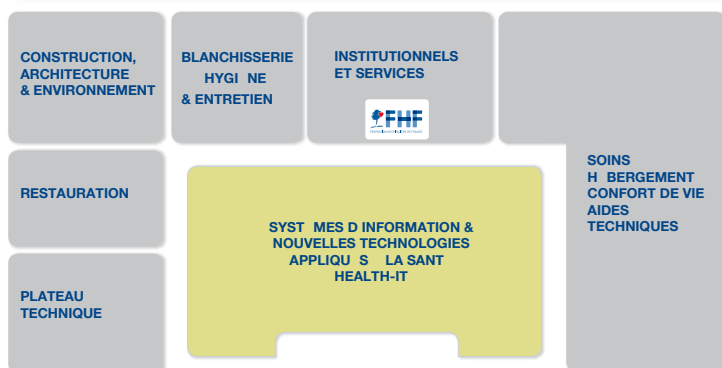 CONSTRUCTION,
ARCHITECTURE
& ENVIRONNEMENT
BLANCHISSERIE
HYGI NE
& ENTRETIEN
INSTITUTIONNELS
ET SERVICES
FHF
RESTAURATION
SYST MES D INFORMATION &
NOUVELLES TECHNOLOGIES
APPLIQU S LA SANT
HEALTH-IT
SOINS
H BERGEMENT
CONFORT DE VIE
AIDES
TECHNIQUES
PLATEAU
TECHNIQUE